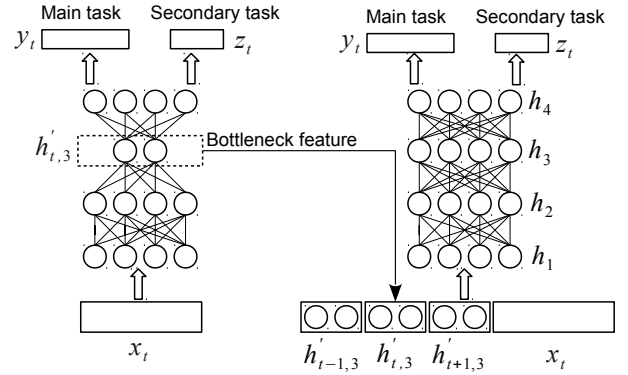 Main task
Secondary task
y_t
z_t
h'_{t,3}
Bottleneck feature
x_t
Main task
Secondary task
y_t
z_t
h_4
h_3
h_2
h_1
h'_{t-1,3}
h'_{t,3}
h'_{t+1,3}
x_t